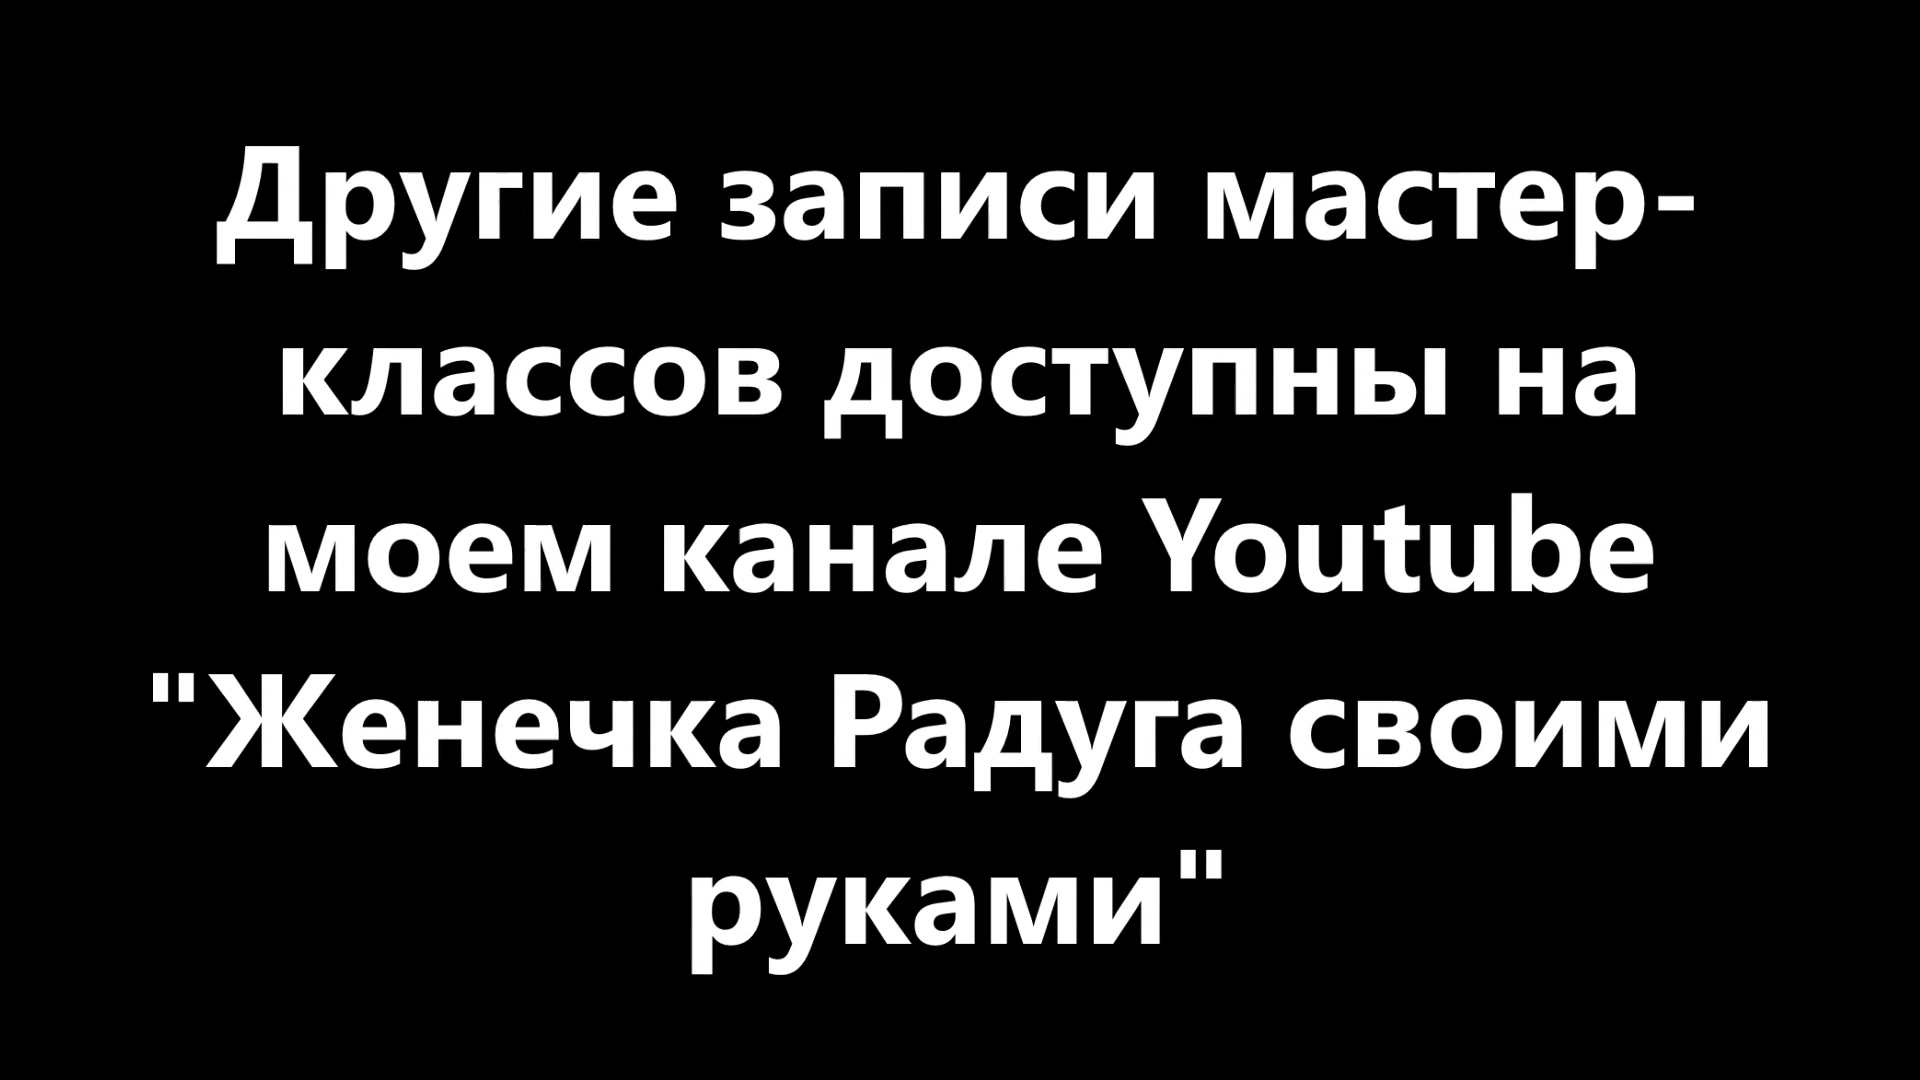 Другие записи мастер-
классов доступны на
моем канале Youtube
"Женечка Радуга своими
руками"